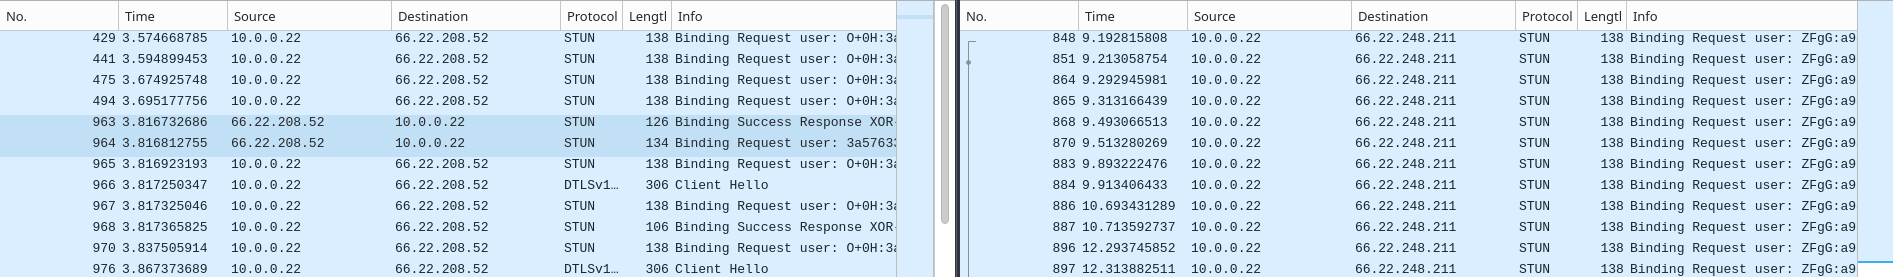 No. Time Source Destination Protocol Lengtl Info
429 3.574668785 10.0.0.22 66.22.208.52 STUN 138 Binding Request user: O+0H:3a
441 3.594899453 10.0.0.22 66.22.208.52 STUN 138 Binding Request user: O+0H:3a
475 3.674925748 10.0.0.22 66.22.208.52 STUN 138 Binding Request user: O+0H:3a
494 3.695177756 10.0.0.22 66.22.208.52 STUN 138 Binding Request user: O+0H:3a
963 3.816732686 66.22.208.52 10.0.0.22 STUN 126 Binding Success Response XOR-
964 3.816812755 66.22.208.52 10.0.0.22 STUN 134 Binding Request user: 3a5763
965 3.816923193 10.0.0.22 66.22.208.52 STUN 138 Binding Request user: O+0H:3a
966 3.817250347 10.0.0.22 66.22.208.52 DTLSv1… 306 Client Hello
967 3.817325046 10.0.0.22 66.22.208.52 STUN 138 Binding Request user: O+0H:3a
968 3.817365825 10.0.0.22 66.22.208.52 STUN 106 Binding Success Response XOR-
970 3.837505914 10.0.0.22 66.22.208.52 STUN 138 Binding Request user: O+0H:3a
976 3.867373689 10.0.0.22 66.22.208.52 DTLSv1… 306 Client Hello
No. Time Source Destination Protocol Lengtl Info
848 9.192815808 10.0.0.22 66.22.248.211 STUN 138 Binding Request user: ZFgG:a9
851 9.213058754 10.0.0.22 66.22.248.211 STUN 138 Binding Request user: ZFgG:a9
864 9.292945981 10.0.0.22 66.22.248.211 STUN 138 Binding Request user: ZFgG:a9
865 9.313166439 10.0.0.22 66.22.248.211 STUN 138 Binding Request user: ZFgG:a9
868 9.493066513 10.0.0.22 66.22.248.211 STUN 138 Binding Request user: ZFgG:a9
870 9.513280269 10.0.0.22 66.22.248.211 STUN 138 Binding Request user: ZFgG:a9
883 9.893222476 10.0.0.22 66.22.248.211 STUN 138 Binding Request user: ZFgG:a9
884 9.913406433 10.0.0.22 66.22.248.211 STUN 138 Binding Request user: ZFgG:a9
886 10.693431289 10.0.0.22 66.22.248.211 STUN 138 Binding Request user: ZFgG:a9
887 10.713592737 10.0.0.22 66.22.248.211 STUN 138 Binding Request user: ZFgG:a9
896 12.293745852 10.0.0.22 66.22.248.211 STUN 138 Binding Request user: ZFgG:a9
897 12.313882511 10.0.0.22 66.22.248.211 STUN 138 Binding Request user: ZFgG:a9